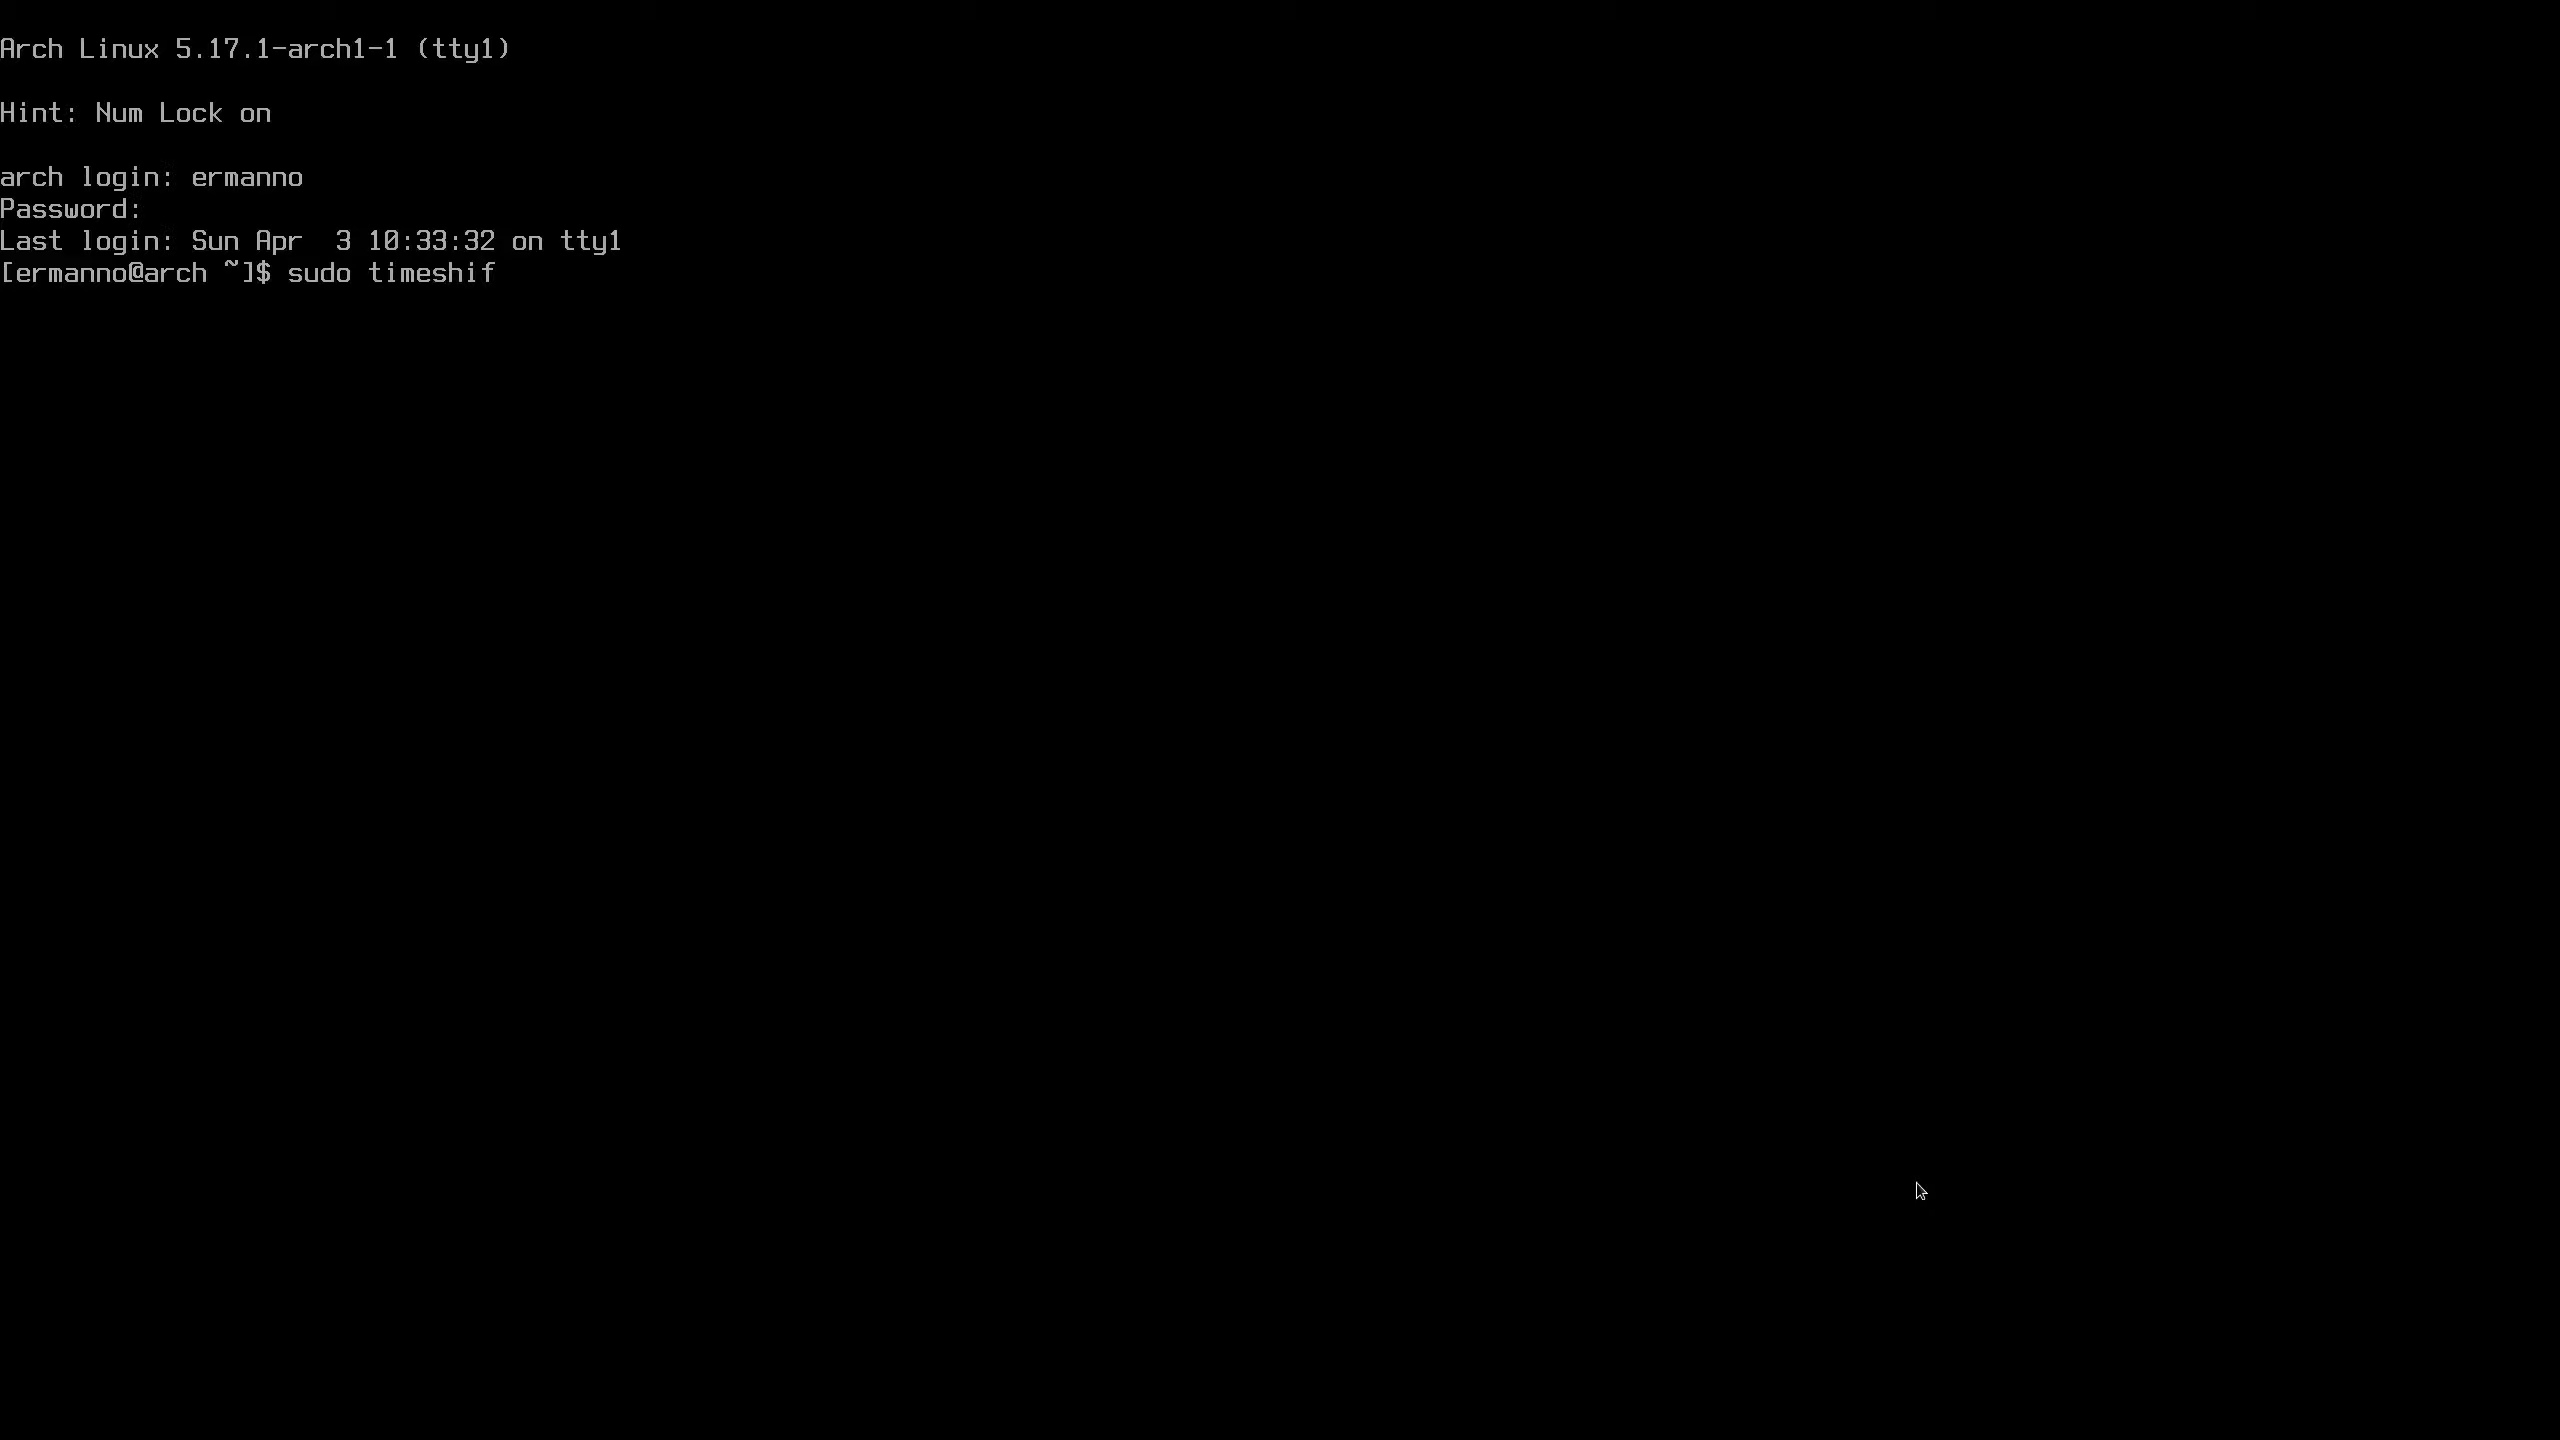 Arch Linux 5.17.1-arch1-1 (tty1)
Hint: Num Lock on
arch login: ermanno
Password:
Last login: Sun Apr  3 10:33:32 on tty1
[ermanno@arch ~]$ sudo timeshif